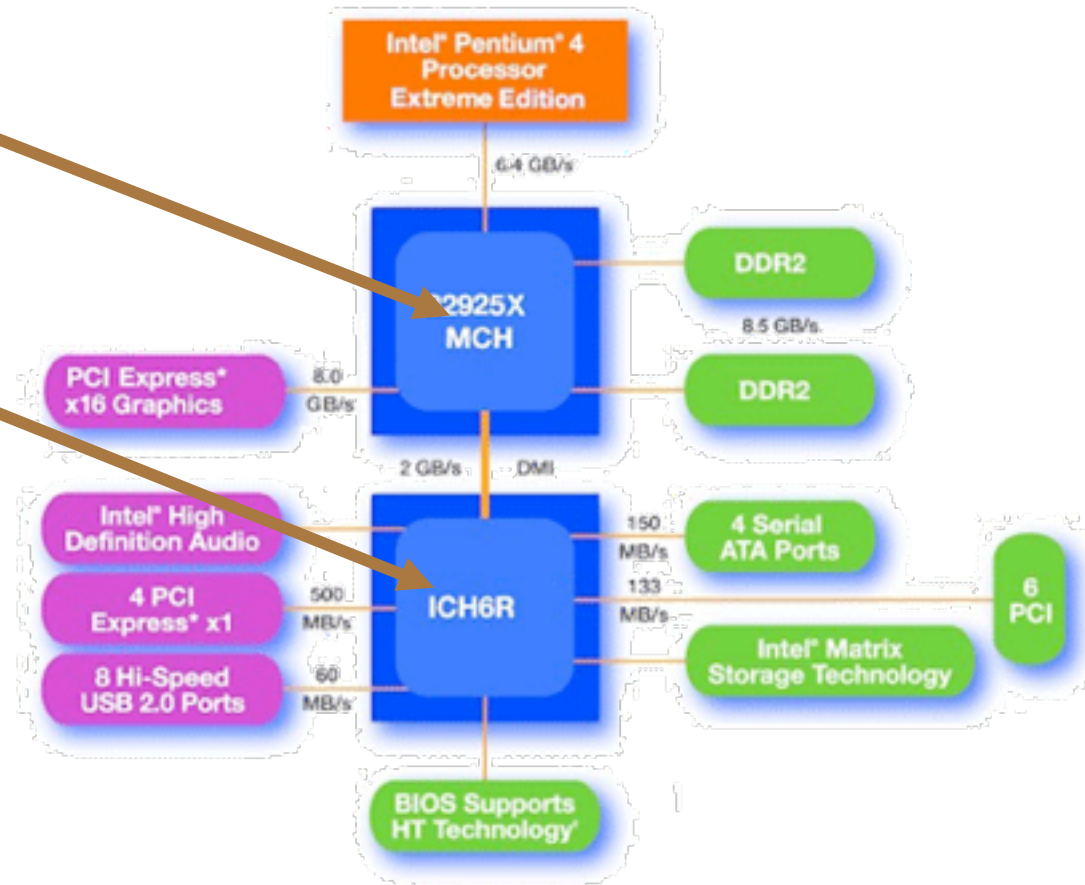 Intel® Pentium® 4
Processor
Extreme Edition
6.4 GB/s
2925X
MCH
DDR2
8.5 GB/s
DDR2
PCI Express*
x16 Graphics
8.0
GB/s
2 GB/s
DMI
Intel® High
Definition Audio
4 PCI
Express* x1
500
MB/s
8 Hi-Speed
USB 2.0 Ports
60
MB/s
ICH6R
150
MB/s
4 Serial
ATA Ports
133
MB/s
6
PCI
Intel® Matrix
Storage Technology
BIOS Supports
HT Technology¹